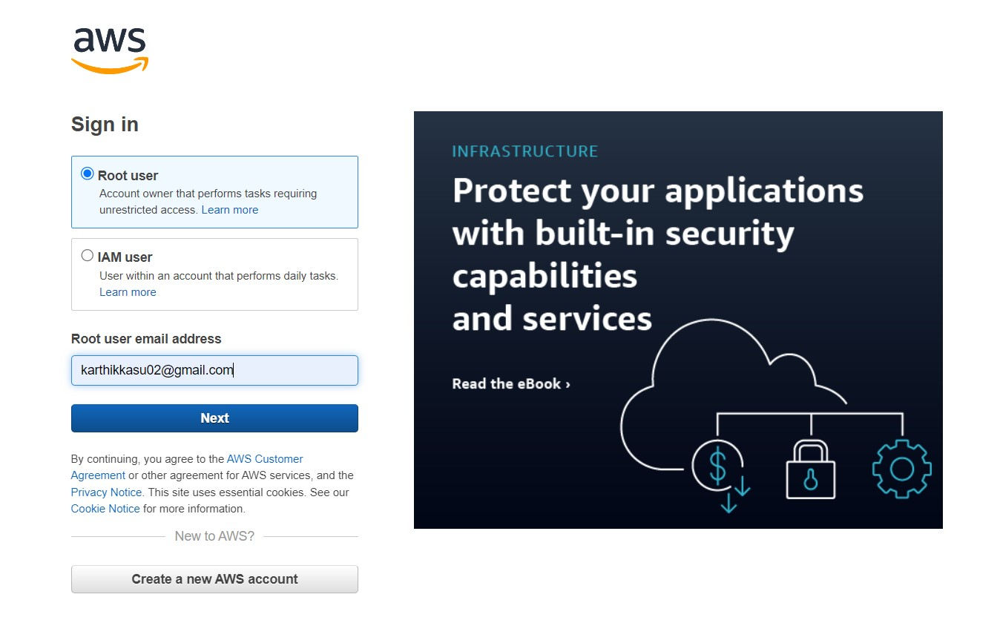 aws
Sign in
Root user
Account owner that performs tasks requiring
unrestricted access. Learn more
IAM user
User within an account that performs daily tasks.
Learn more
Root user email address
karthikkasu02@gmail.com
Next
By continuing, you agree to the AWS Customer
Agreement or other agreement for AWS services, and the
Privacy Notice. This site uses essential cookies. See our
Cookie Notice for more information.
New to AWS?
Create a new AWS account
INFRASTRUCTURE
Protect your applications
with built-in security
capabilities
and services
Read the eBook ›
$